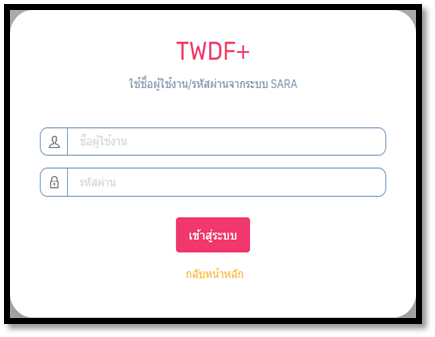 TWDF+
ใช้ชื่อผู้ใช้งาน/รหัสผ่านจากระบบ SARA
ชื่อผู้ใช้งาน
รหัสผ่าน
เข้าสู่ระบบ
กลับหน้าหลัก